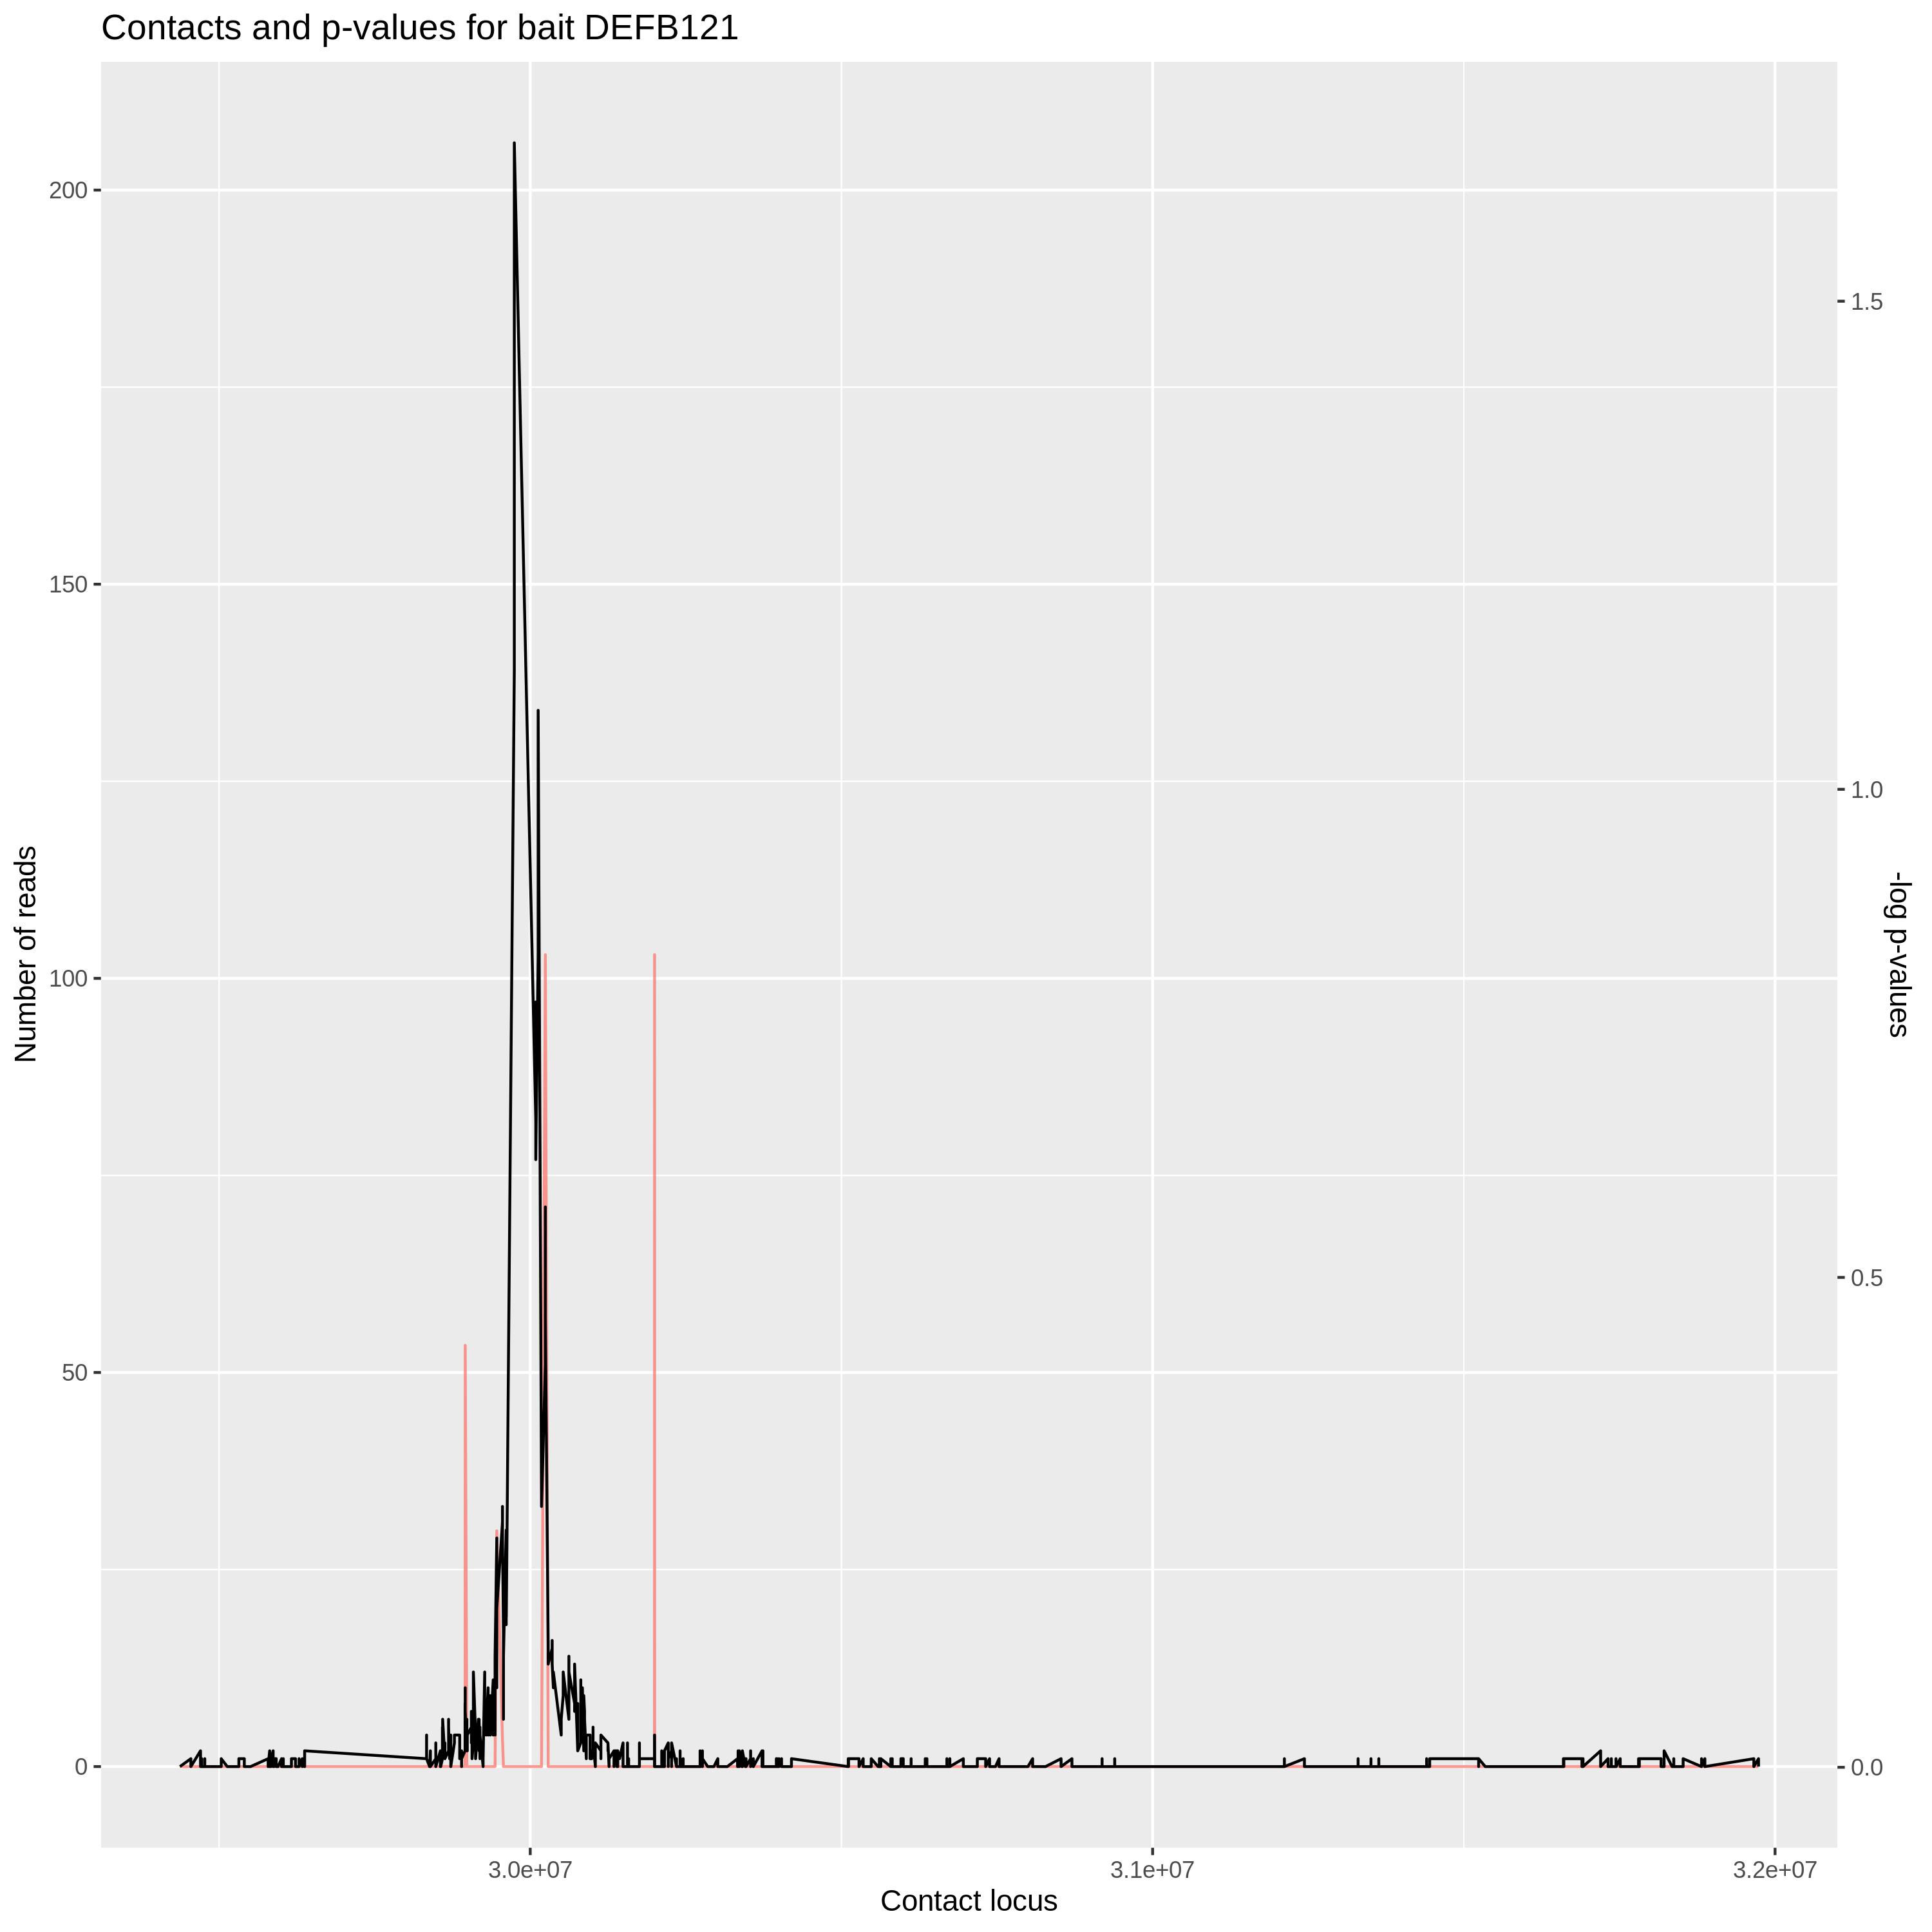 Contacts and p-values for bait DEFB121
200
150
100
50
0
Number of reads
1.5
1.0
0.5
0.0
-log p-values
3.0e+07
3.1e+07
3.2e+07
Contact locus